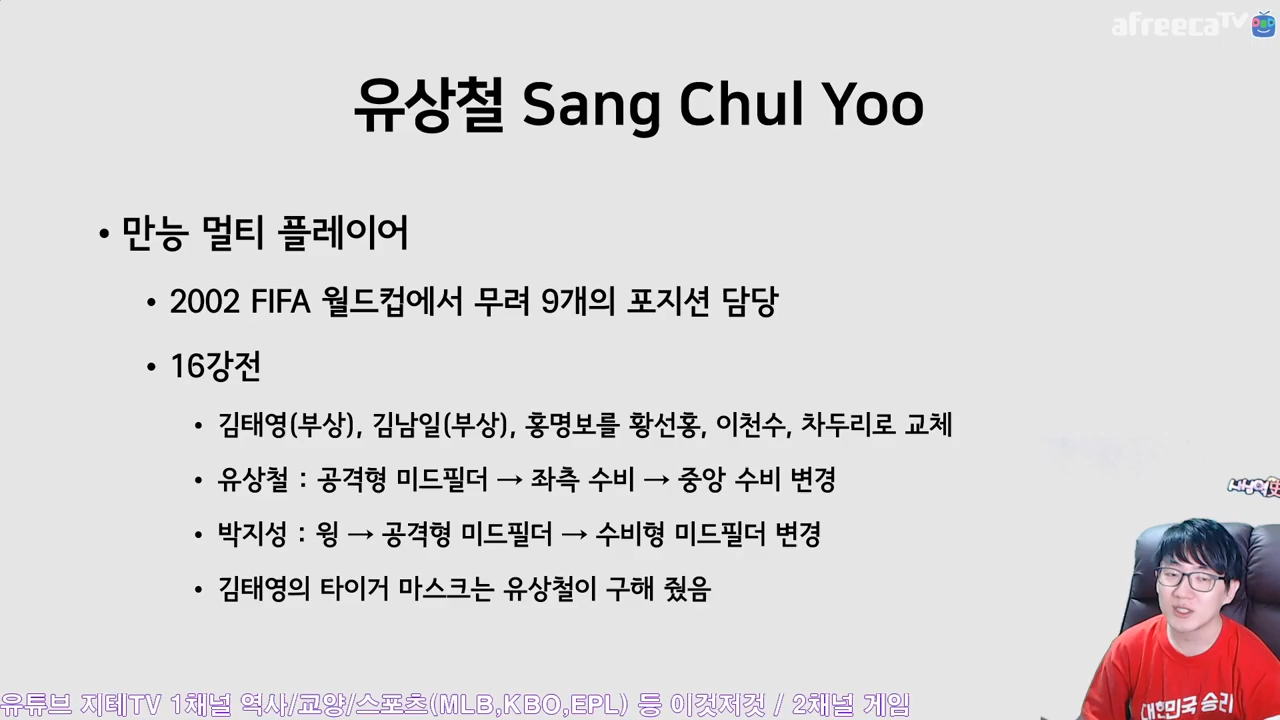 afreecaTV
유상철 Sang Chul Yoo
• 만능 멀티 플레이어
• 2002 FIFA 월드컵에서 무려 9개의 포지션 담당
• 16강전
• 김태영(부상), 김남일(부상), 홍명보를 황선홍, 이천수, 차두리로 교체
• 유상철 : 공격형 미드필더 → 좌측 수비 → 중앙 수비 변경
• 박지성 : 윙 → 공격형 미드필더 → 수비형 미드필더 변경
• 김태영의 타이거 마스크는 유상철이 구해 줬음
대한민국 승리
유튜브 지테TV 1채널 역사/교양/스포츠(MLB,KBO,EPL) 등 이것저것 / 2채널 게임